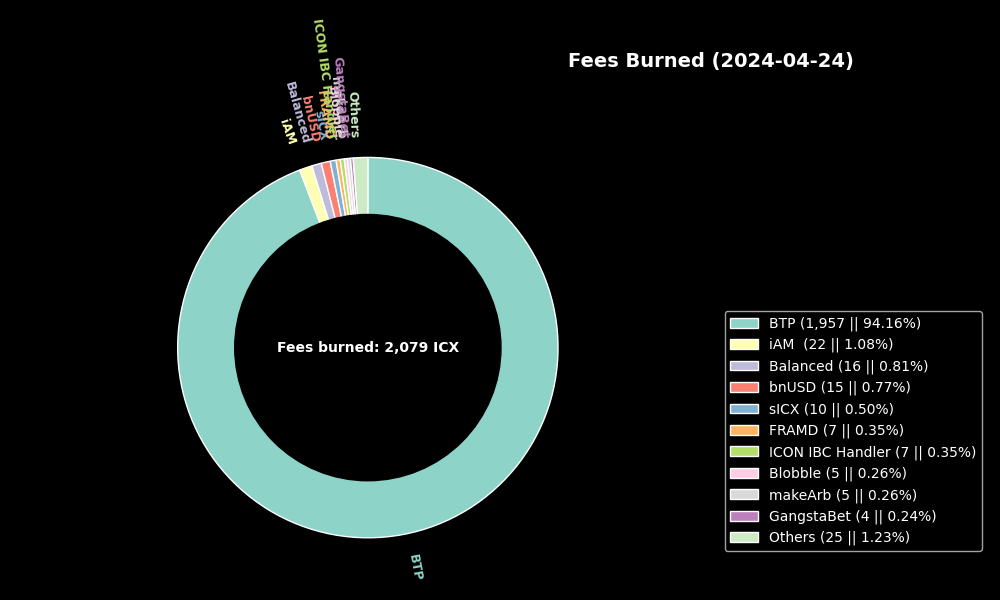 Fees Burned (2024-04-24)
iAM
Balanced
bnUSD
sICX
FRAMD
ICON IBC Handler
Blobble
makeArb
GangstaBet
Others
Fees burned: 2,079 ICX
BTP
BTP (1,957 || 94.16%)
iAM  (22 || 1.08%)
Balanced (16 || 0.81%)
bnUSD (15 || 0.77%)
sICX (10 || 0.50%)
FRAMD (7 || 0.35%)
ICON IBC Handler (7 || 0.35%)
Blobble (5 || 0.26%)
makeArb (5 || 0.26%)
GangstaBet (4 || 0.24%)
Others (25 || 1.23%)